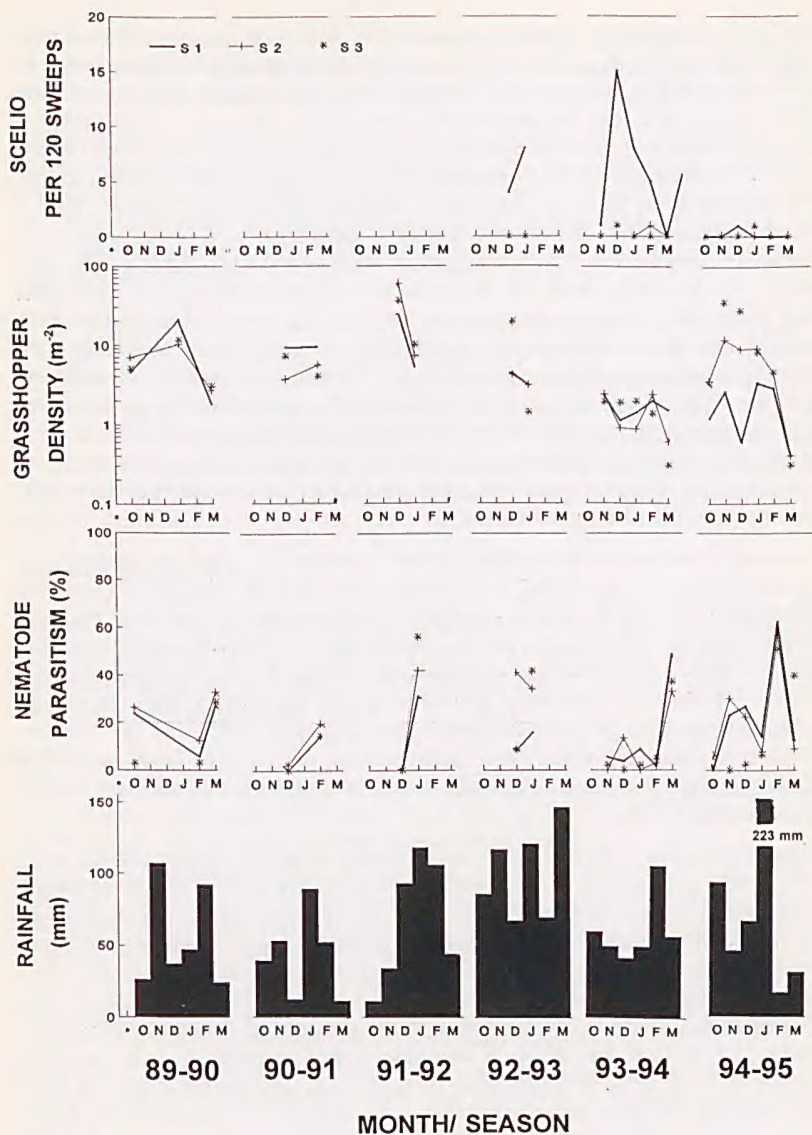 SCELIO
PER 120 SWEEPS
20
15
10
5
0
S 1 S 2 S 3
* O N D J F M O N D J F M O N D J F M O N D J F M O N D J F M O N D J F M
GRASSHOPPER
DENSITY (m⁻²)
100
10
1
0.1
* O N D J F M O N D J F M O N D J F M O N D J F M O N D J F M O N D J F M
NEMATODE
PARASITISM (%)
100
80
60
40
20
0
* O N D J F M O N D J F M O N D J F M O N D J F M O N D J F M O N D J F M
RAINFALL
(mm)
150
100
50
0
223 mm
* O N D J F M O N D J F M O N D J F M O N D J F M O N D J F M O N D J F M
89-90 90-91 91-92 92-93 93-94 94-95
MONTH/ SEASON